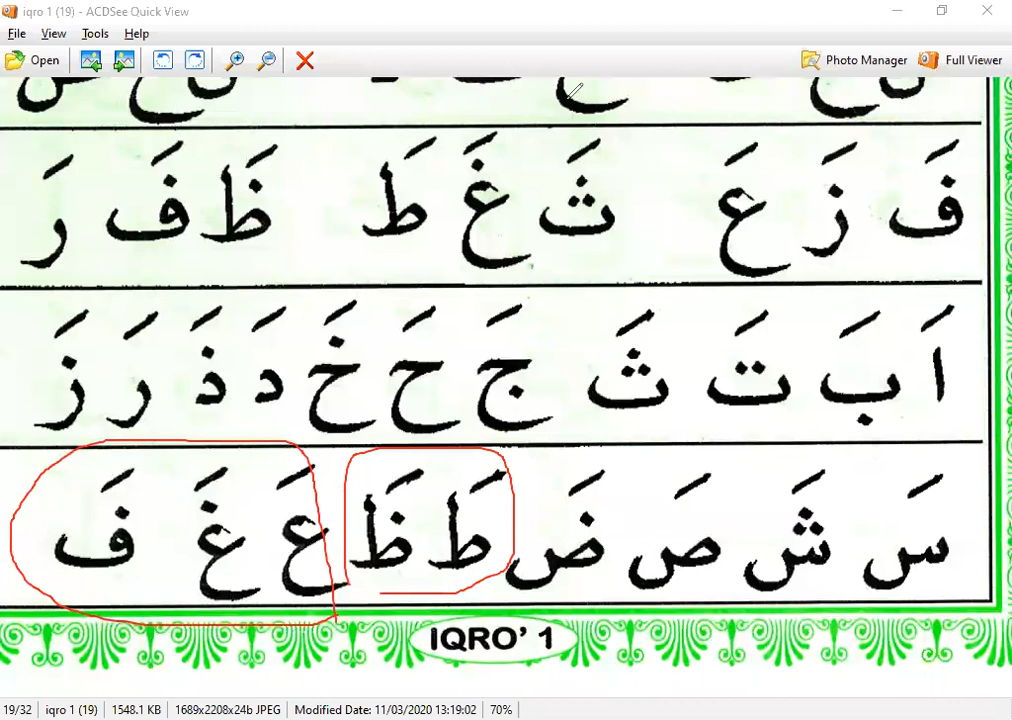 iqro 1 (19) - ACDSee Quick View
File View Tools Help
Open Photo Manager Full Viewer
فَ زَ عَ ثَ غَ طَ ظَ فَ رَ
اَ بَ تَ ثَ جَ حَ خَ دَ ذَ رَ زَ
سَ شَ صَ ضَ طَ ظَ عَ غَ فَ
IQRO' 1
19/32 iqro 1 (19) 1548.1 KB 1689x2208x24b JPEG Modified Date: 11/03/2020 13:19:02 70%